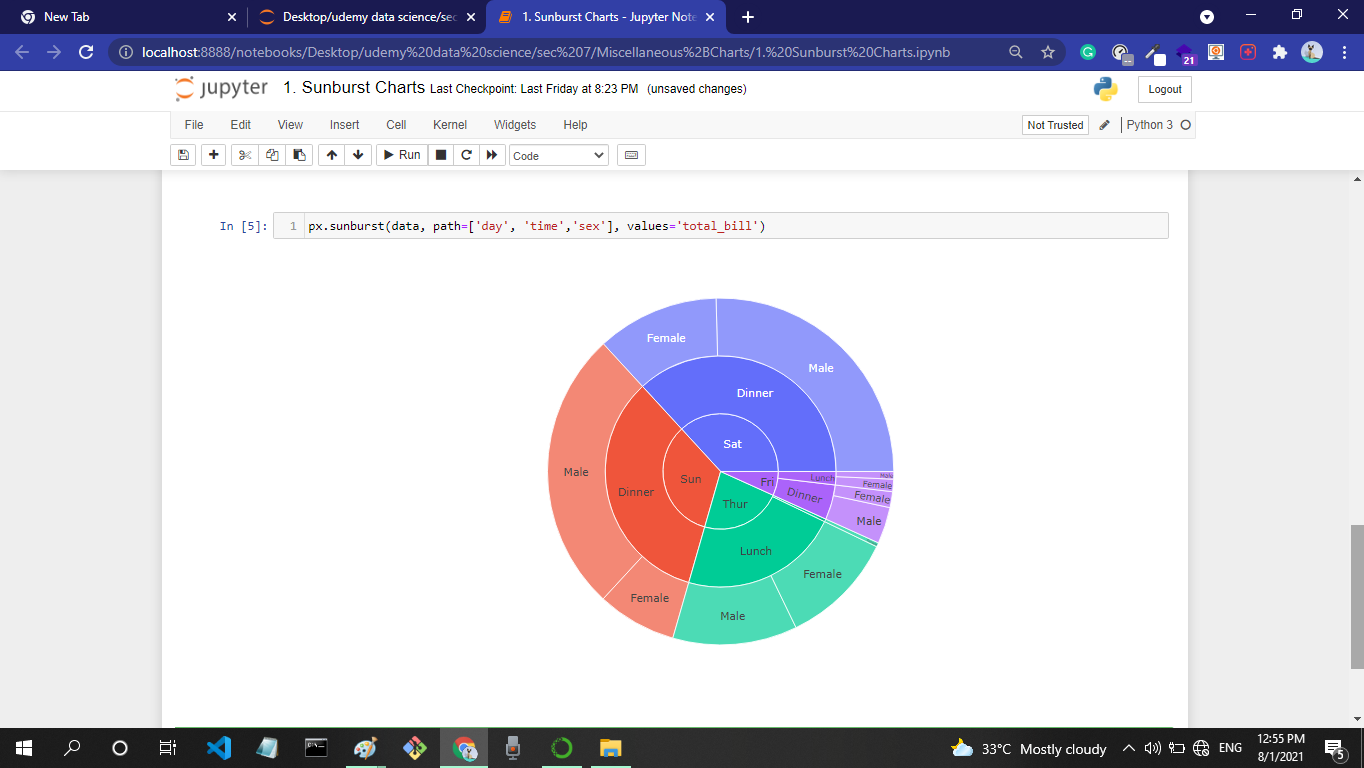 New Tab
Desktop/udemy data science/sec
1. Sunburst Charts - Jupyter Note
localhost:8888/notebooks/Desktop/udemy%20data%20science/sec%207/Miscellaneous%2BCharts/1.%20Sunburst%20Charts.ipynb
21
jupyter 1. Sunburst Charts Last Checkpoint: Last Friday at 8:23 PM (unsaved changes)
Logout
File Edit View Insert Cell Kernel Widgets Help
Not Trusted
Python 3
Run
Code
In [5]: 1 px.sunburst(data, path=['day', 'time','sex'], values='total_bill')
Female
Male
Dinner
Sat
Male
Sun
Fri
Lunch
Male
Female
Dinner
Female
Dinner
Thur
Male
Lunch
Female
Female
Male
33°C Mostly cloudy
ENG
12:55 PM
8/1/2021
5